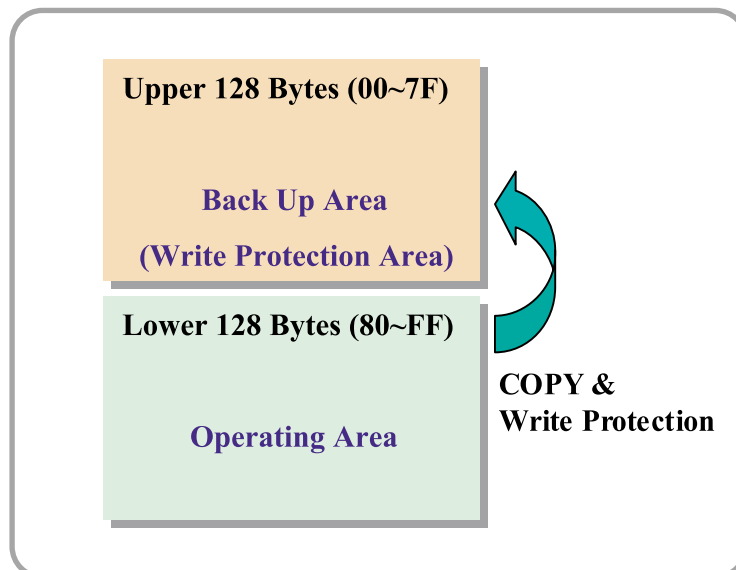 Upper 128 Bytes (00~7F)
Back Up Area
(Write Protection Area)
Lower 128 Bytes (80~FF)
Operating Area
COPY &
Write Protection